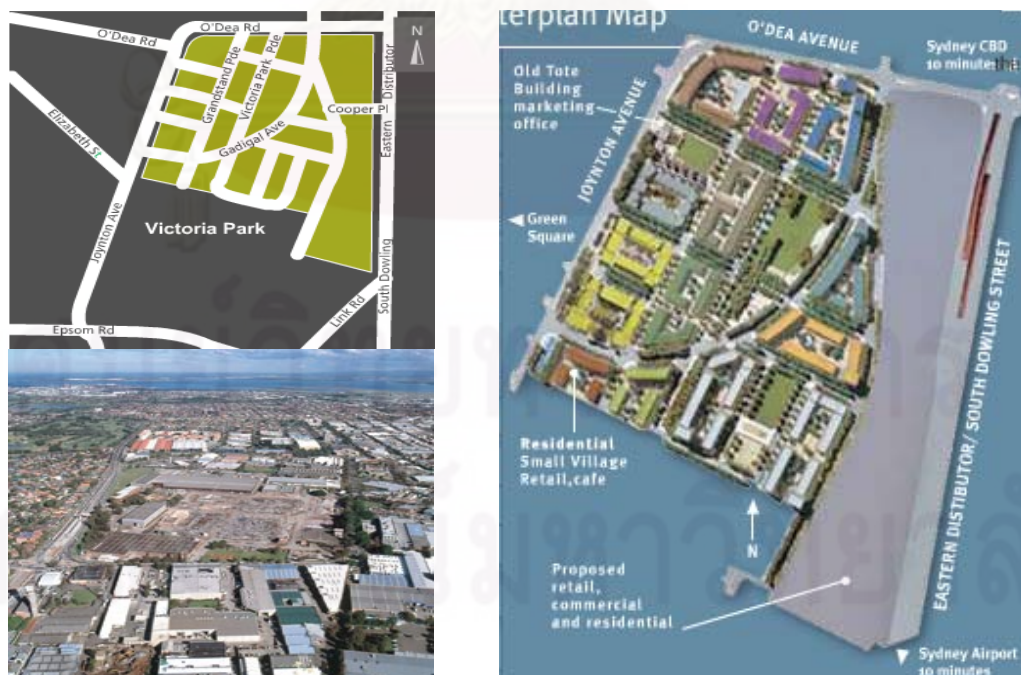 O'Dea Rd
O'Dea Rd
N
Grandstand Pde
Victoria Park Pde
Eastern Distributor
Cooper Pl
Gadigal Ave
Elizabeth St
Joynton Ave
Victoria Park
South Dowling
Link Rd
Epsom Rd
terplan Map
O'DEA AVENUE
Sydney CBD
10 minutes
Old Tote
Building
marketing
office
JOYNTON AVENUE
Green
Square
Residential
Small Village
Retail,cafe
N
EASTERN DISTIBUTOR/ SOUTH DOWLING STREET
Proposed
retail,
commercial
and residential
Sydney Airport
10 minutes